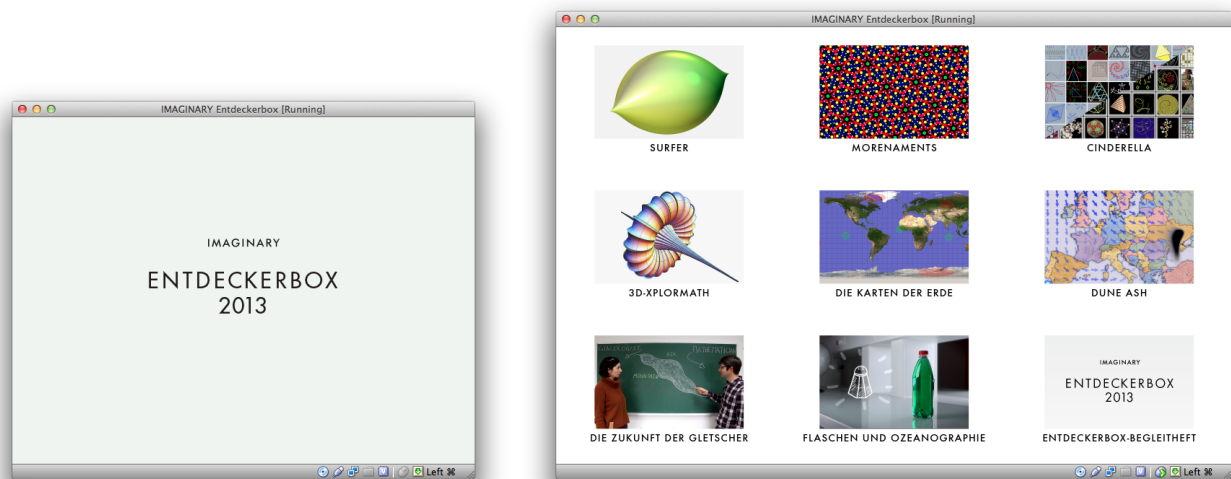 IMAGINARY Entdeckerbox [Running]
IMAGINARY
ENTDECKERBOX
2013
Left ⌘
IMAGINARY Entdeckerbox [Running]
SURFER
MORENAMENTS
CINDERELLA
3D-XPLORMATH
DIE KARTEN DER ERDE
DUNE ASH
MATHEMATICIAN
DIE ZUKUNFT DER GLETSCHER
FLASCHEN UND OZEANOGRAPHIE
IMAGINARY
ENTDECKERBOX
2013
ENTDECKERBOX-BEGLEITHEFT
Left ⌘